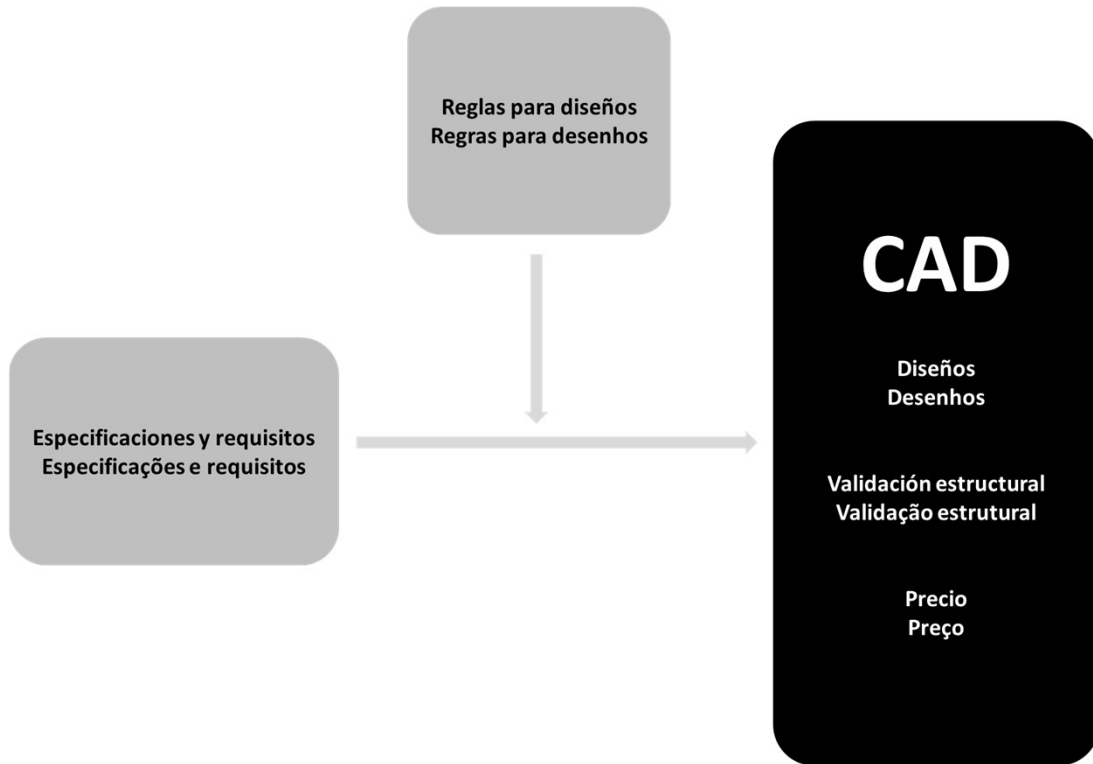 Reglas para diseños
Regras para desenhos
Especificaciones y requisitos
Especificações e requisitos
CAD
Diseños
Desenhos
Validación estructural
Validação estrutural
Precio
Preço